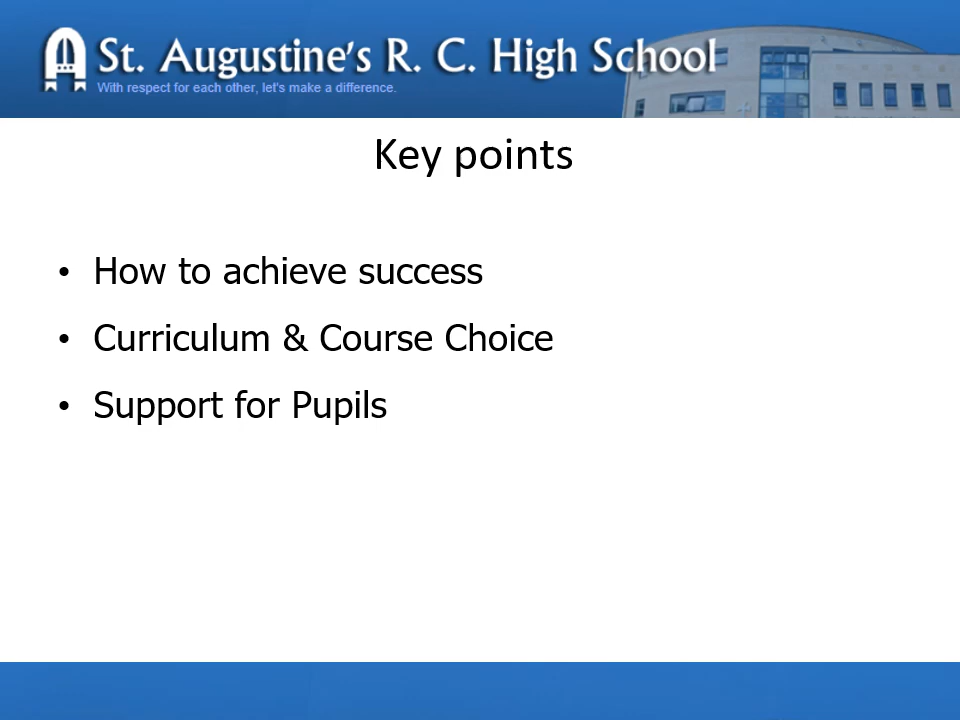 St. Augustine's R. C. High School
With respect for each other, let's make a difference.
Key points
• How to achieve success
• Curriculum & Course Choice
• Support for Pupils